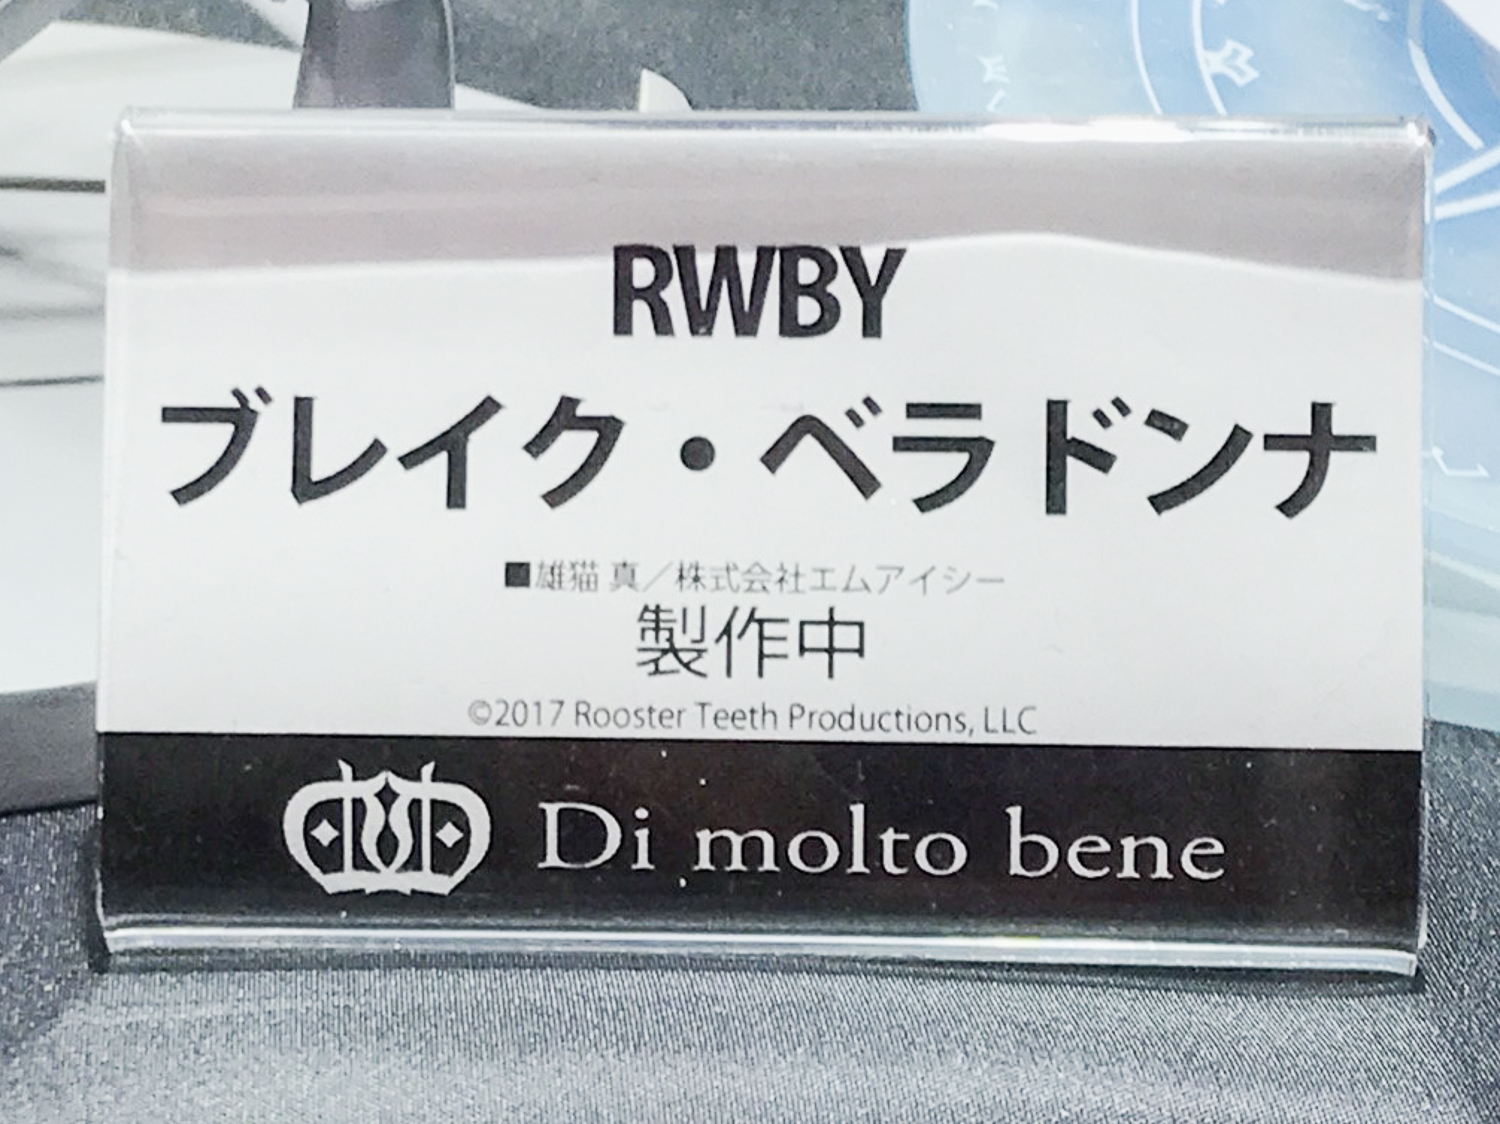 RWBY
ブレイク・ベラドンナ
■雄猫 真／株式会社エムアイシー
製作中
©2017 Rooster Teeth Productions, LLC
Di molto bene